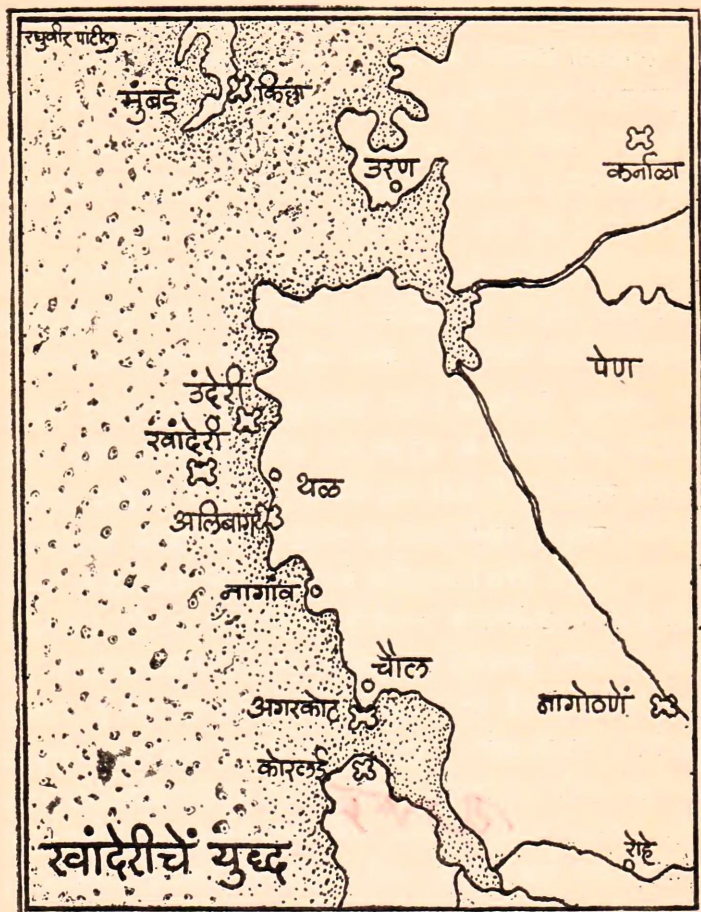 रघुवीर पाटील
मुंबई
किल्ला
उरण
कर्नाळा
पेण
उंदेरी
खांदेरी
थळ
अलिबाग
नागांव
चौल
अगरकोट
नागोठणें
कोरलई
रोहे
खांदेरीचें युद्ध